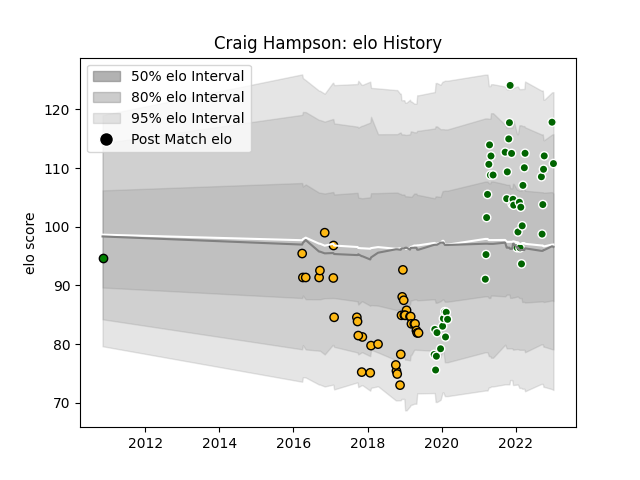 Craig Hampson: elo History
50% elo Interval
80% elo Interval
95% elo Interval
Post Match elo
elo score
120
110
100
90
80
70
2012
2014
2016
2018
2020
2022